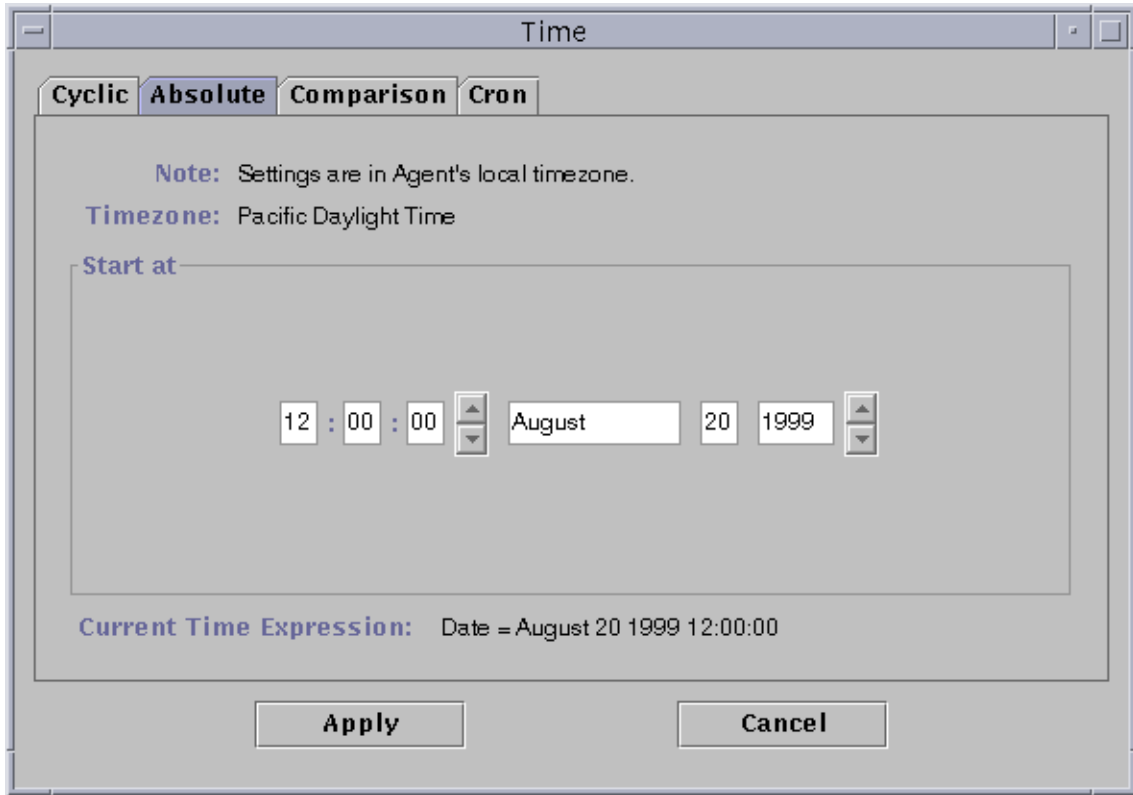 Time
Cyclic Absolute Comparison Cron
Note: Settings are in Agent's local timezone.
Timezone: Pacific Daylight Time
Start at
12 : 00 : 00 August 20 1999
Current Time Expression: Date = August 20 1999 12:00:00
Apply Cancel